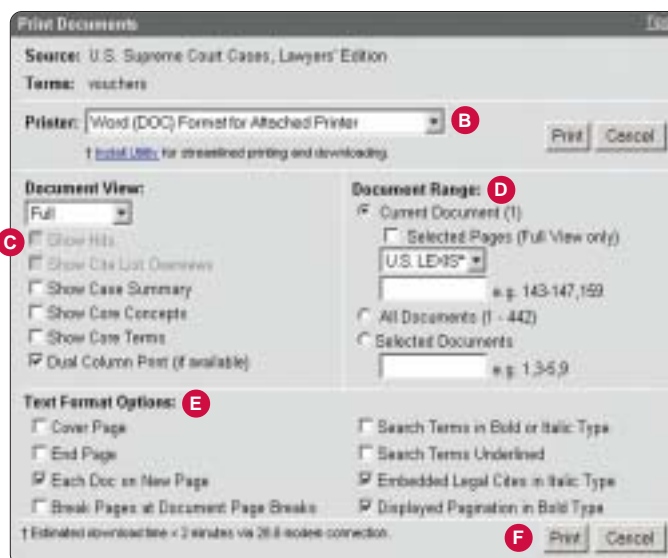 Print Documents
Source: U.S. Supreme Court Cases, Lawyers' Edition
Terms: vouchers
Printer: Word (DOC) Format for Attached Printer B
Print Cancel
† Install Utility for streamlined printing and downloading.
Document View:
Full
C Show Hits
Show Cite List Overviews
Show Case Summary
Show Core Concepts
Show Core Terms
Dual Column Print (if available)
Document Range: D
Current Document (1)
Selected Pages (Full View only)
U.S. LEXIS*
e.g. 143-147,159
All Documents (1 - 442)
Selected Documents
e.g. 1,3-5,9
Text Format Options: E
Cover Page
End Page
Each Doc on New Page
Break Pages at Document Page Breaks
Search Terms in Bold or Italic Type
Search Terms Underlined
Embedded Legal Cites in Italic Type
Displayed Pagination in Bold Type
† Estimated download time < 2 minutes via 28.8 modem connection.
F Print Cancel